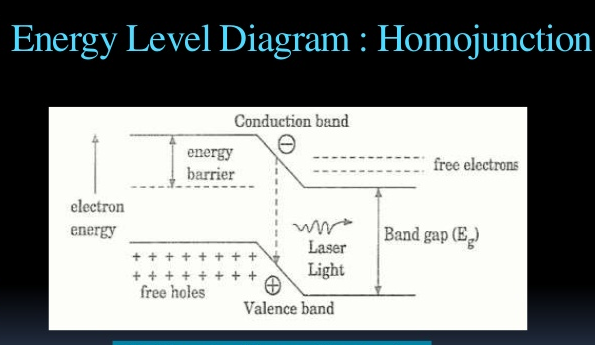 Energy Level Diagram : Homojunction
Conduction band
energy
barrier
free electrons
electron
energy
Band gap (Eg)
Laser
Light
free holes
Valence band